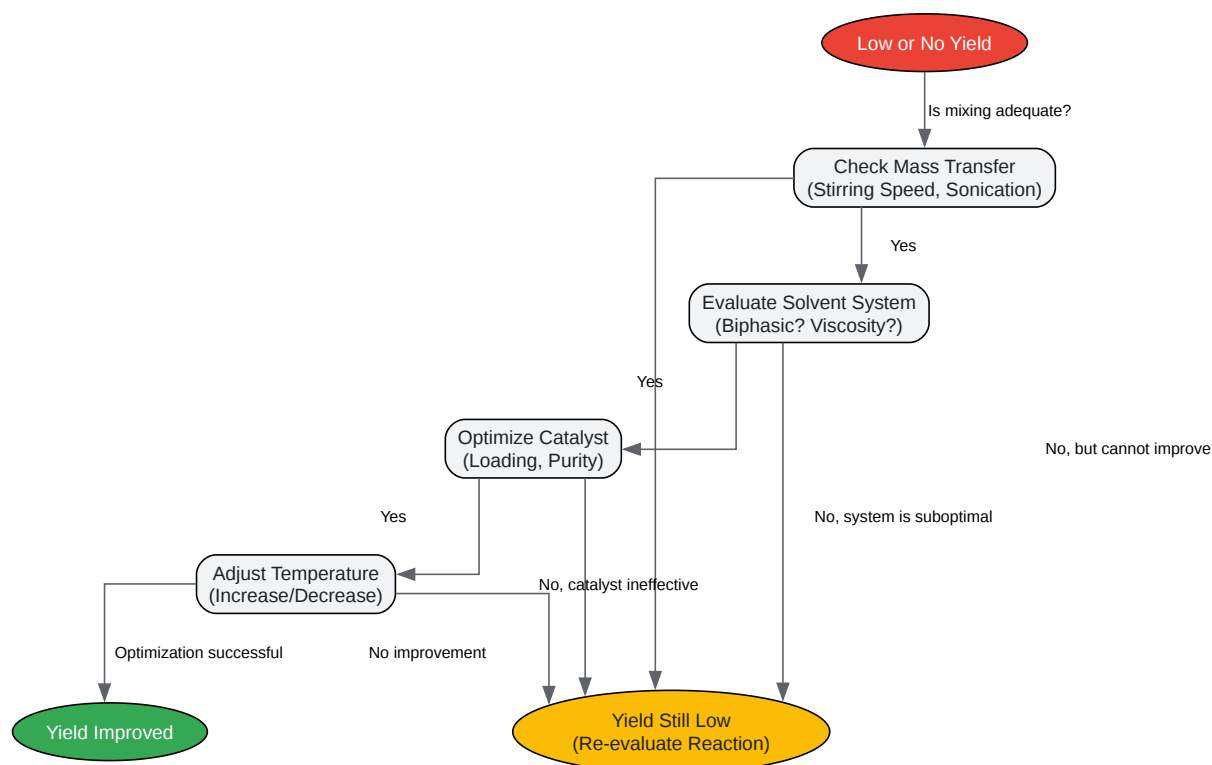 Low or No Yield
Is mixing adequate?
Check Mass Transfer
(Stirring Speed, Sonication)
Yes
Evaluate Solvent System
(Biphasic? Viscosity?)
Yes
Optimize Catalyst
(Loading, Purity)
No, but cannot improve
Yes
No, system is suboptimal
Adjust Temperature
(Increase/Decrease)
No, catalyst ineffective
Optimization successful
No improvement
Yield Improved
Yield Still Low
(Re-evaluate Reaction)